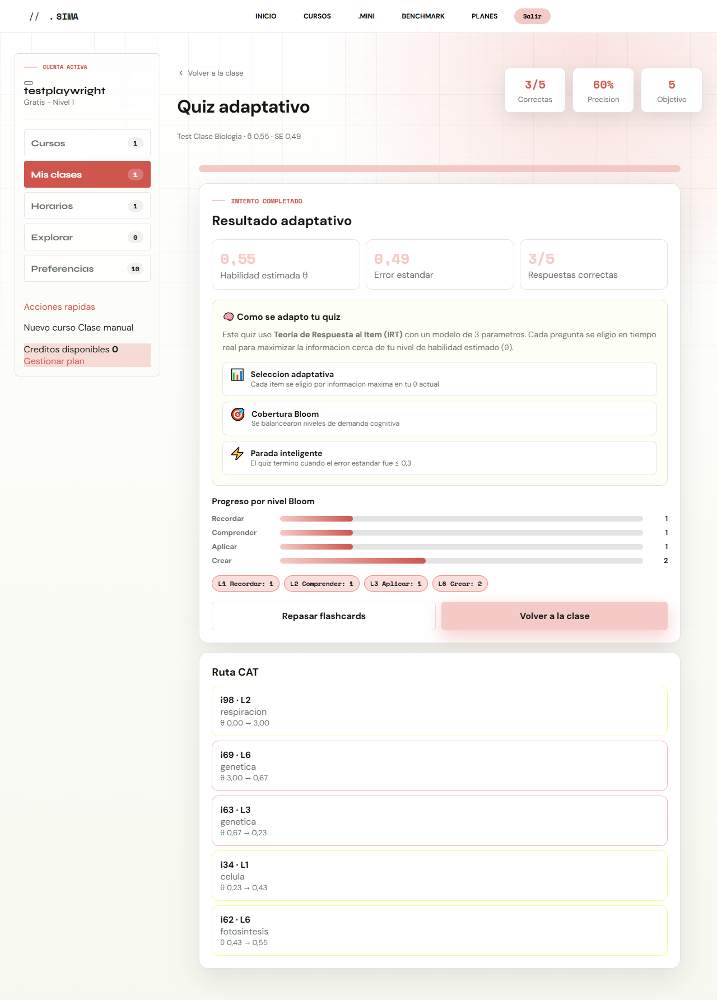 // .SIMA
INICIO
CURSOS
.MINI
BENCHMARK
PLANES
Salir
CUENTA ACTIVA
testplaywright
Gratis - Nivel 1
Cursos 1
Mis clases 1
Horarios 1
Explorar 0
Preferencias 10
Acciones rapidas
Nuevo curso Clase manual
Creditos disponibles 0
Gestionar plan
Volver a la clase
Quiz adaptativo
Test Clase Biologia · θ 0,55 · SE 0,49
3/5
Correctas
60%
Precision
5
Objetivo
INTENTO COMPLETADO
Resultado adaptativo
0,55
Habilidad estimada θ
0,49
Error estandar
3/5
Respuestas correctas
Como se adapto tu quiz
Este quiz uso Teoria de Respuesta al Item (IRT) con un modelo de 3 parametros. Cada pregunta se eligio en tiempo
real para maximizar la informacion cerca de tu nivel de habilidad estimado (θ).
Seleccion adaptativa
Cada item se eligio por informacion maxima en tu θ actual
Cobertura Bloom
Se balancearon niveles de demanda cognitiva
Parada inteligente
El quiz termino cuando el error estandar fue ≤ 0,3
Progreso por nivel Bloom
Recordar 1
Comprender 1
Aplicar 1
Crear 2
L1 Recordar: 1
L2 Comprender: 1
L3 Aplicar: 1
L6 Crear: 2
Repasar flashcards
Volver a la clase
Ruta CAT
i98 · L2
respiracion
θ 0,00 → 3,00
i69 · L6
genetica
θ 3,00 → 0,67
i63 · L3
genetica
θ 0,67 → 0,23
i34 · L1
celula
θ 0,23 → 0,43
i62 · L6
fotosintesis
θ 0,43 → 0,55